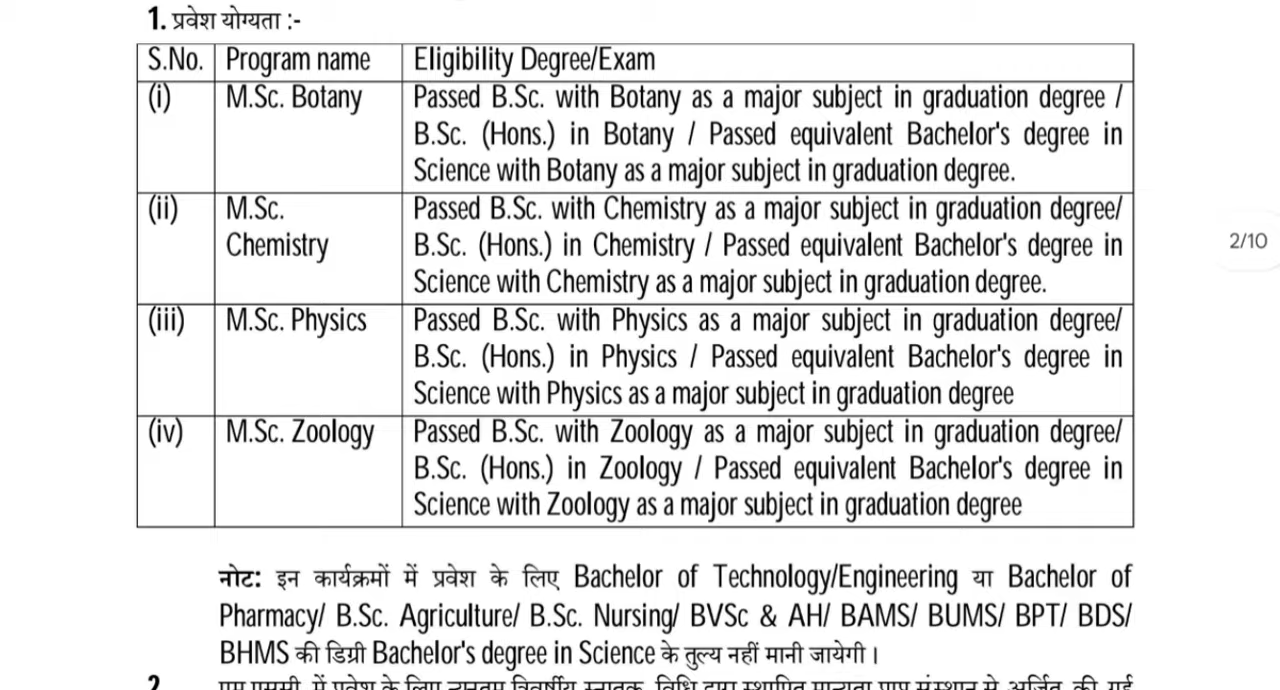 1. प्रवेश योग्यता :-
S.No. Program name Eligibility Degree/Exam
(i) M.Sc. Botany Passed B.Sc. with Botany as a major subject in graduation degree /
B.Sc. (Hons.) in Botany / Passed equivalent Bachelor's degree in
Science with Botany as a major subject in graduation degree.
(ii) M.Sc. Passed B.Sc. with Chemistry as a major subject in graduation degree/
Chemistry B.Sc. (Hons.) in Chemistry / Passed equivalent Bachelor's degree in
Science with Chemistry as a major subject in graduation degree.
2/10
(iii) M.Sc. Physics Passed B.Sc. with Physics as a major subject in graduation degree/
B.Sc. (Hons.) in Physics / Passed equivalent Bachelor's degree in
Science with Physics as a major subject in graduation degree
(iv) M.Sc. Zoology Passed B.Sc. with Zoology as a major subject in graduation degree/
B.Sc. (Hons.) in Zoology / Passed equivalent Bachelor's degree in
Science with Zoology as a major subject in graduation degree
नोट: इन कार्यक्रमों में प्रवेश के लिए Bachelor of Technology/Engineering या Bachelor of
Pharmacy/ B.Sc. Agriculture/ B.Sc. Nursing/ BVSc & AH/ BAMS/ BUMS/ BPT/ BDS/
BHMS की डिग्री Bachelor's degree in Science के तुल्य नहीं मानी जायेगी।
2. में प्रवेश के लिए न्यूनतम त्रिवर्षीय स्नातक, विधि द्वारा स्थापित मान्यता प्राप्त संस्थान से अर्जित की गई